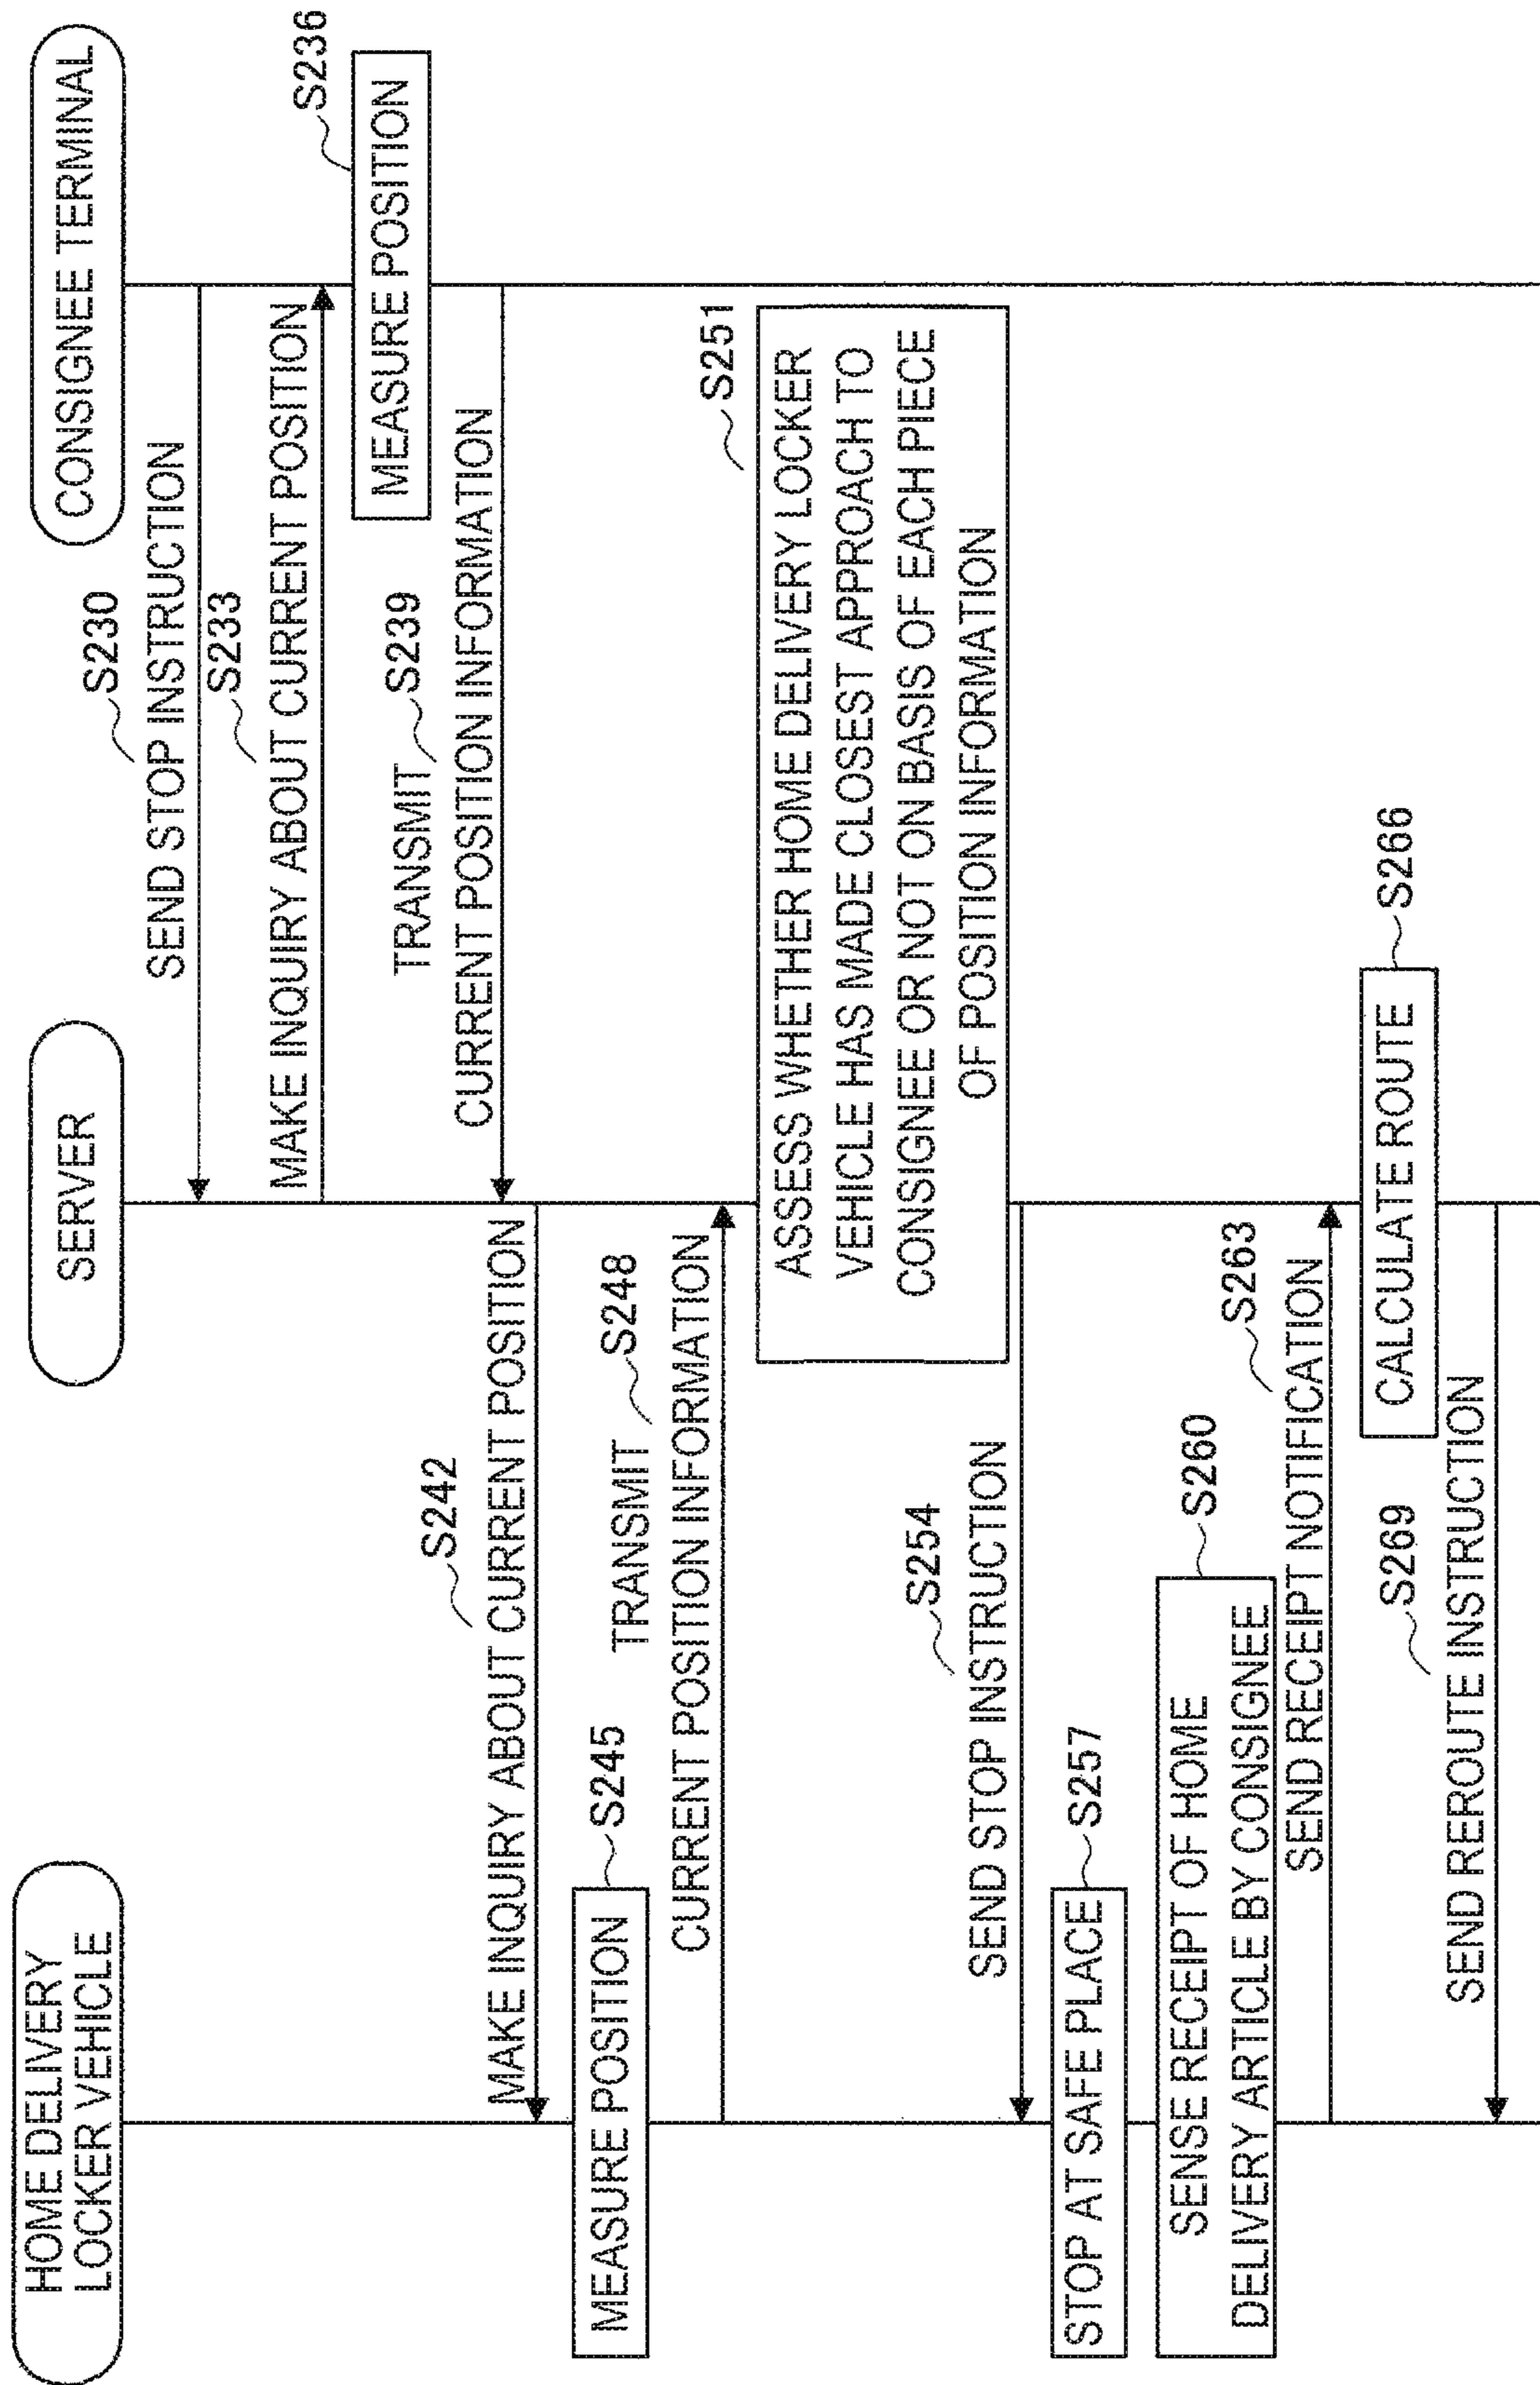 HOME DELIVERY
LOCKER VEHICLE
SERVER
CONSIGNEE TERMINAL
S230
SEND STOP INSTRUCTION
S233
MAKE INQUIRY ABOUT CURRENT POSITION
S236
MEASURE POSITION
TRANSMIT S239
CURRENT POSITION INFORMATION
S242
MAKE INQUIRY ABOUT CURRENT POSITION
MEASURE POSITION S245
TRANSMIT S248
CURRENT POSITION INFORMATION
S251
ASSESS WHETHER HOME DELIVERY LOCKER
VEHICLE HAS MADE CLOSEST APPROACH TO
CONSIGNEE OR NOT ON BASIS OF EACH PIECE
OF POSITION INFORMATION
S254
SEND STOP INSTRUCTION
STOP AT SAFE PLACE S257
SENSE RECEIPT OF HOME S260
DELIVERY ARTICLE BY CONSIGNEE
S263
SEND RECEIPT NOTIFICATION
CALCULATE ROUTE S266
S269
SEND REROUTE INSTRUCTION